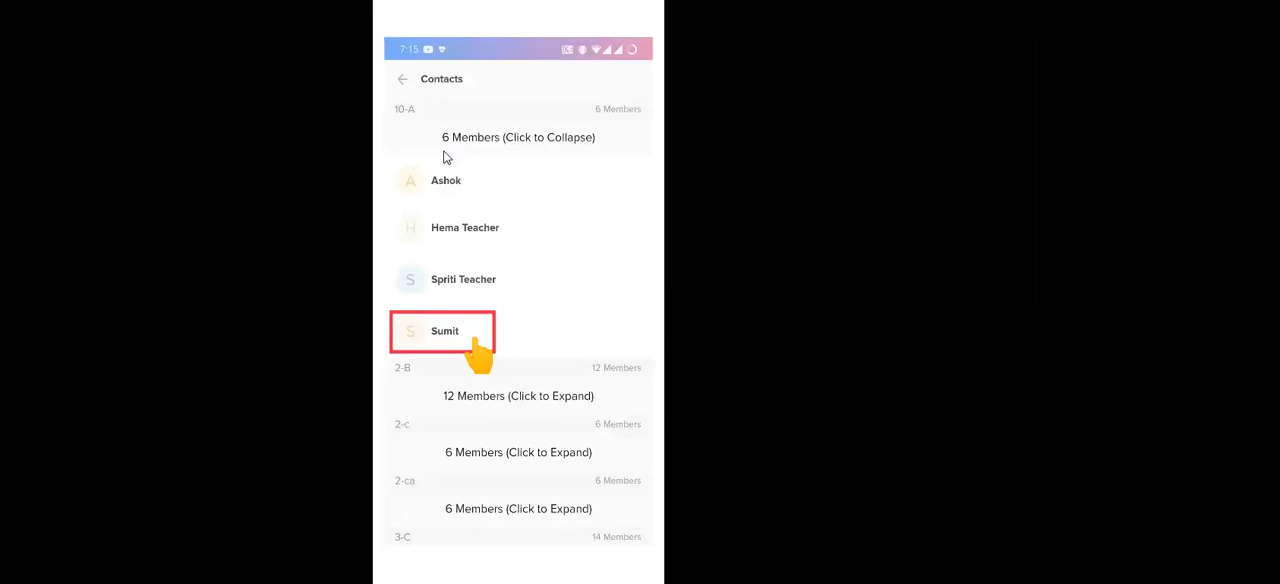 7:15
Contacts
10-A 6 Members
6 Members (Click to Collapse)
A Ashok
H Hema Teacher
S Spriti Teacher
S Sumit
2-B 12 Members
12 Members (Click to Expand)
2-c 6 Members
6 Members (Click to Expand)
2-ca 6 Members
6 Members (Click to Expand)
3-C 14 Members